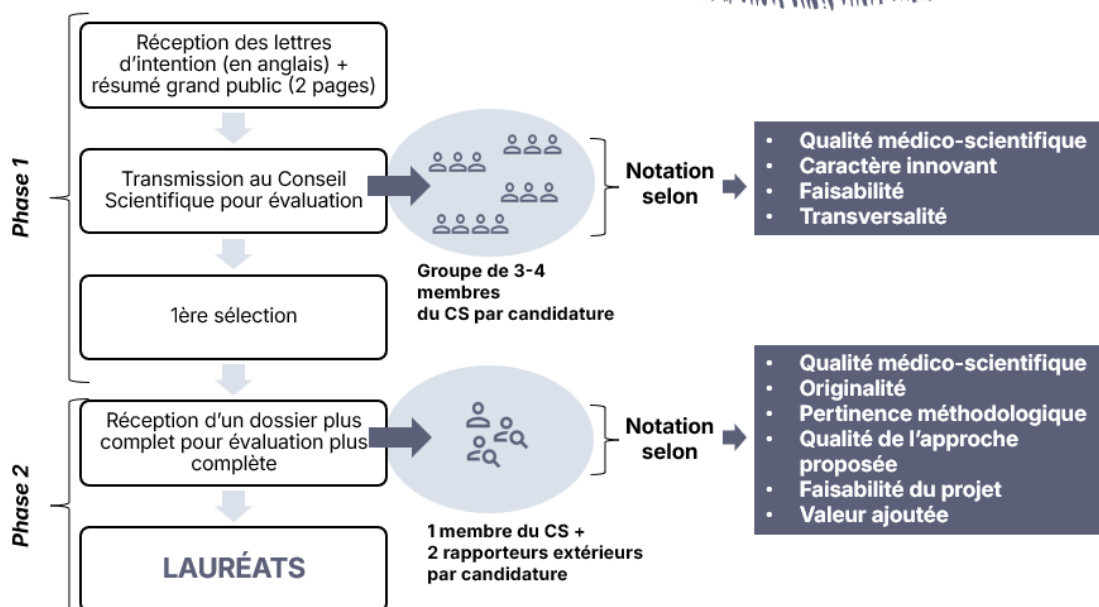 Phase 1
Réception des lettres
d’intention (en anglais) +
résumé grand public (2 pages)
Transmission au Conseil
Scientifique pour évaluation
Groupe de 3-4
membres
du CS par candidature
Notation
selon
• Qualité médico-scientifique
• Caractère innovant
• Faisabilité
• Transversalité
1ère sélection
Phase 2
Réception d’un dossier plus
complet pour évaluation plus
complète
1 membre du CS +
2 rapporteurs extérieurs
par candidature
Notation
selon
• Qualité médico-scientifique
• Originalité
• Pertinence méthodologique
• Qualité de l’approche
proposée
• Faisabilité du projet
• Valeur ajoutée
LAURÉATS